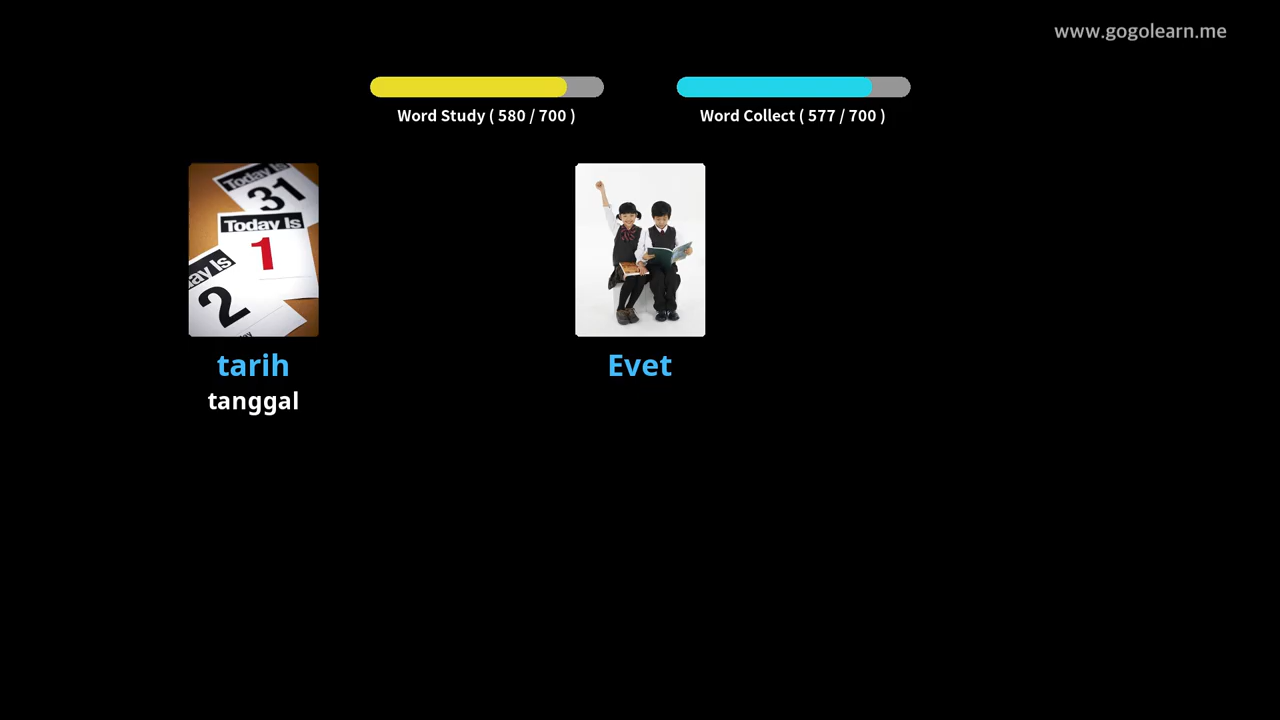 www.gogolearn.me
Word Study ( 580 / 700 )
Word Collect ( 577 / 700 )
Today Is
31
Today Is
1
ay Is
2
tarih
Evet
tanggal